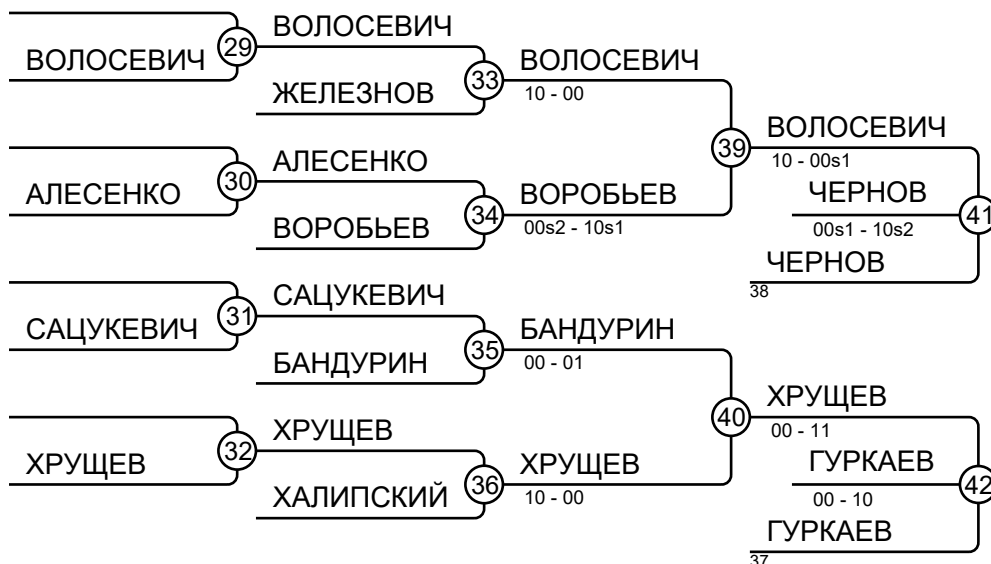 ВОЛОСЕВИЧ
29
ВОЛОСЕВИЧ
ЖЕЛЕЗНОВ
33
ВОЛОСЕВИЧ
10 - 00
АЛЕСЕНКО
30
АЛЕСЕНКО
ВОРОБЬЕВ
34
ВОРОБЬЕВ
00s2 - 10s1
39
ВОЛОСЕВИЧ
10 - 00s1
ЧЕРНОВ
00s1 - 10s2
41
ЧЕРНОВ
38
САЦУКЕВИЧ
31
САЦУКЕВИЧ
БАНДУРИН
35
БАНДУРИН
00 - 01
ХРУЩЕВ
32
ХРУЩЕВ
ХАЛИПСКИЙ
36
ХРУЩЕВ
10 - 00
40
ХРУЩЕВ
00 - 11
ГУРКАЕВ
00 - 10
42
ГУРКАЕВ
37